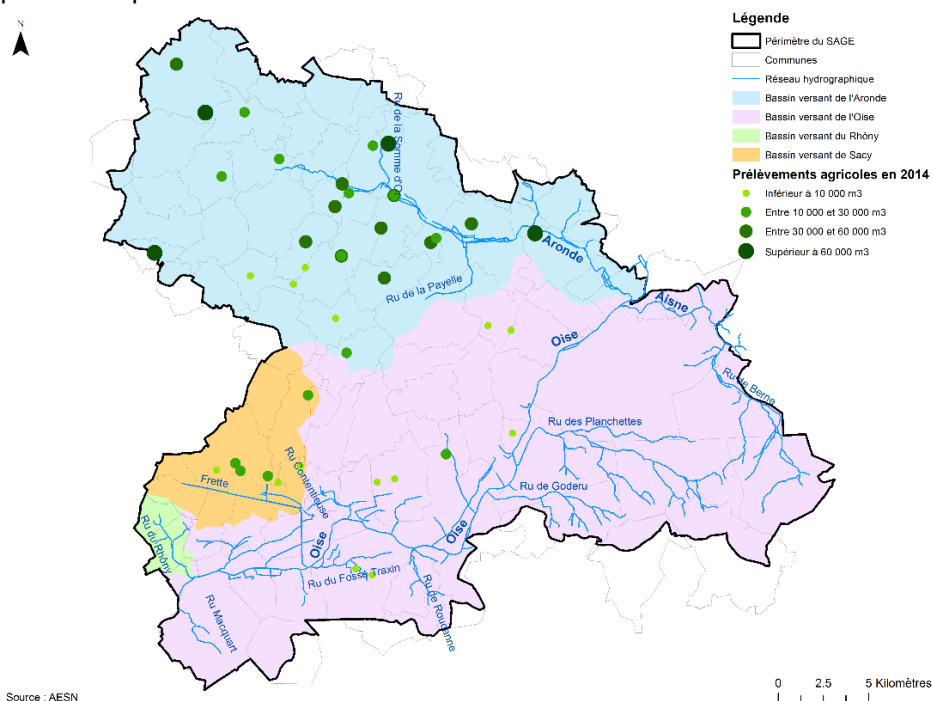 N
Légende
Périmètre du SAGE
Communes
Réseau hydrographique
Bassin versant de l'Aronde
Bassin versant de l'Oise
Bassin versant du Rhôny
Bassin versant de Sacy
Prélèvements agricoles en 2014
Inférieur à 10 000 m3
Entre 10 000 et 30 000 m3
Entre 30 000 et 60 000 m3
Supérieur à 60 000 m3
Ru de la Somme d'O
Aronde
Ru de la Payelle
Aisne
Oise
Ru de Berne
Ru des Planchettes
Ru Contentieuse
Frette
Ru de Goderu
Ru du Rhôny
Oise
Oise
Ru du Fossé Traxin
Ru Macquart
Ru de Roucanne
Source : AESN
0 2.5 5 Kilomètres